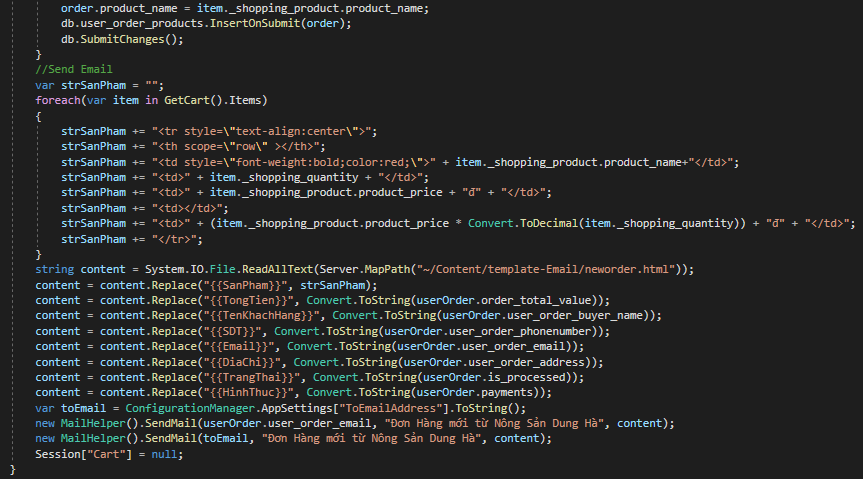 order.product_name = item._shopping_product.product_name;
db.user_order_products.InsertOnSubmit(order);
db.SubmitChanges();
}
//Send Email
var strSanPham = "";
foreach(var item in GetCart().Items)
{
strSanPham += "<tr style=\"text-align:center\">";
strSanPham += "<th scope=\"row\" ></th>";
strSanPham += "<td style=\"font-weight:bold;color:red;\">" + item._shopping_product.product_name+"</td>";
strSanPham += "<td>" + item._shopping_quantity + "</td>";
strSanPham += "<td>" + item._shopping_product.product_price + "đ" + "</td>";
strSanPham += "<td></td>";
strSanPham += "<td>" + (item._shopping_product.product_price * Convert.ToDecimal(item._shopping_quantity)) + "đ" + "</td>";
strSanPham += "</tr>";
}
string content = System.IO.File.ReadAllText(Server.MapPath("~/Content/template-Email/neworder.html"));
content = content.Replace("{{SanPham}}", strSanPham);
content = content.Replace("{{TongTien}}", Convert.ToString(userOrder.order_total_value));
content = content.Replace("{{TenKhachHang}}", Convert.ToString(userOrder.user_order_buyer_name));
content = content.Replace("{{SDT}}", Convert.ToString(userOrder.user_order_phonenumber));
content = content.Replace("{{Email}}", Convert.ToString(userOrder.user_order_email));
content = content.Replace("{{DiaChi}}", Convert.ToString(userOrder.user_order_address));
content = content.Replace("{{TrangThai}}", Convert.ToString(userOrder.is_processed));
content = content.Replace("{{HinhThuc}}", Convert.ToString(userOrder.payments));
var toEmail = ConfigurationManager.AppSettings["ToEmailAddress"].ToString();
new MailHelper().SendMail(userOrder.user_order_email, "Đơn Hàng mới từ Nông Sản Dung Hà", content);
new MailHelper().SendMail(toEmail, "Đơn Hàng mới từ Nông Sản Dung Hà", content);
Session["Cart"] = null;
}